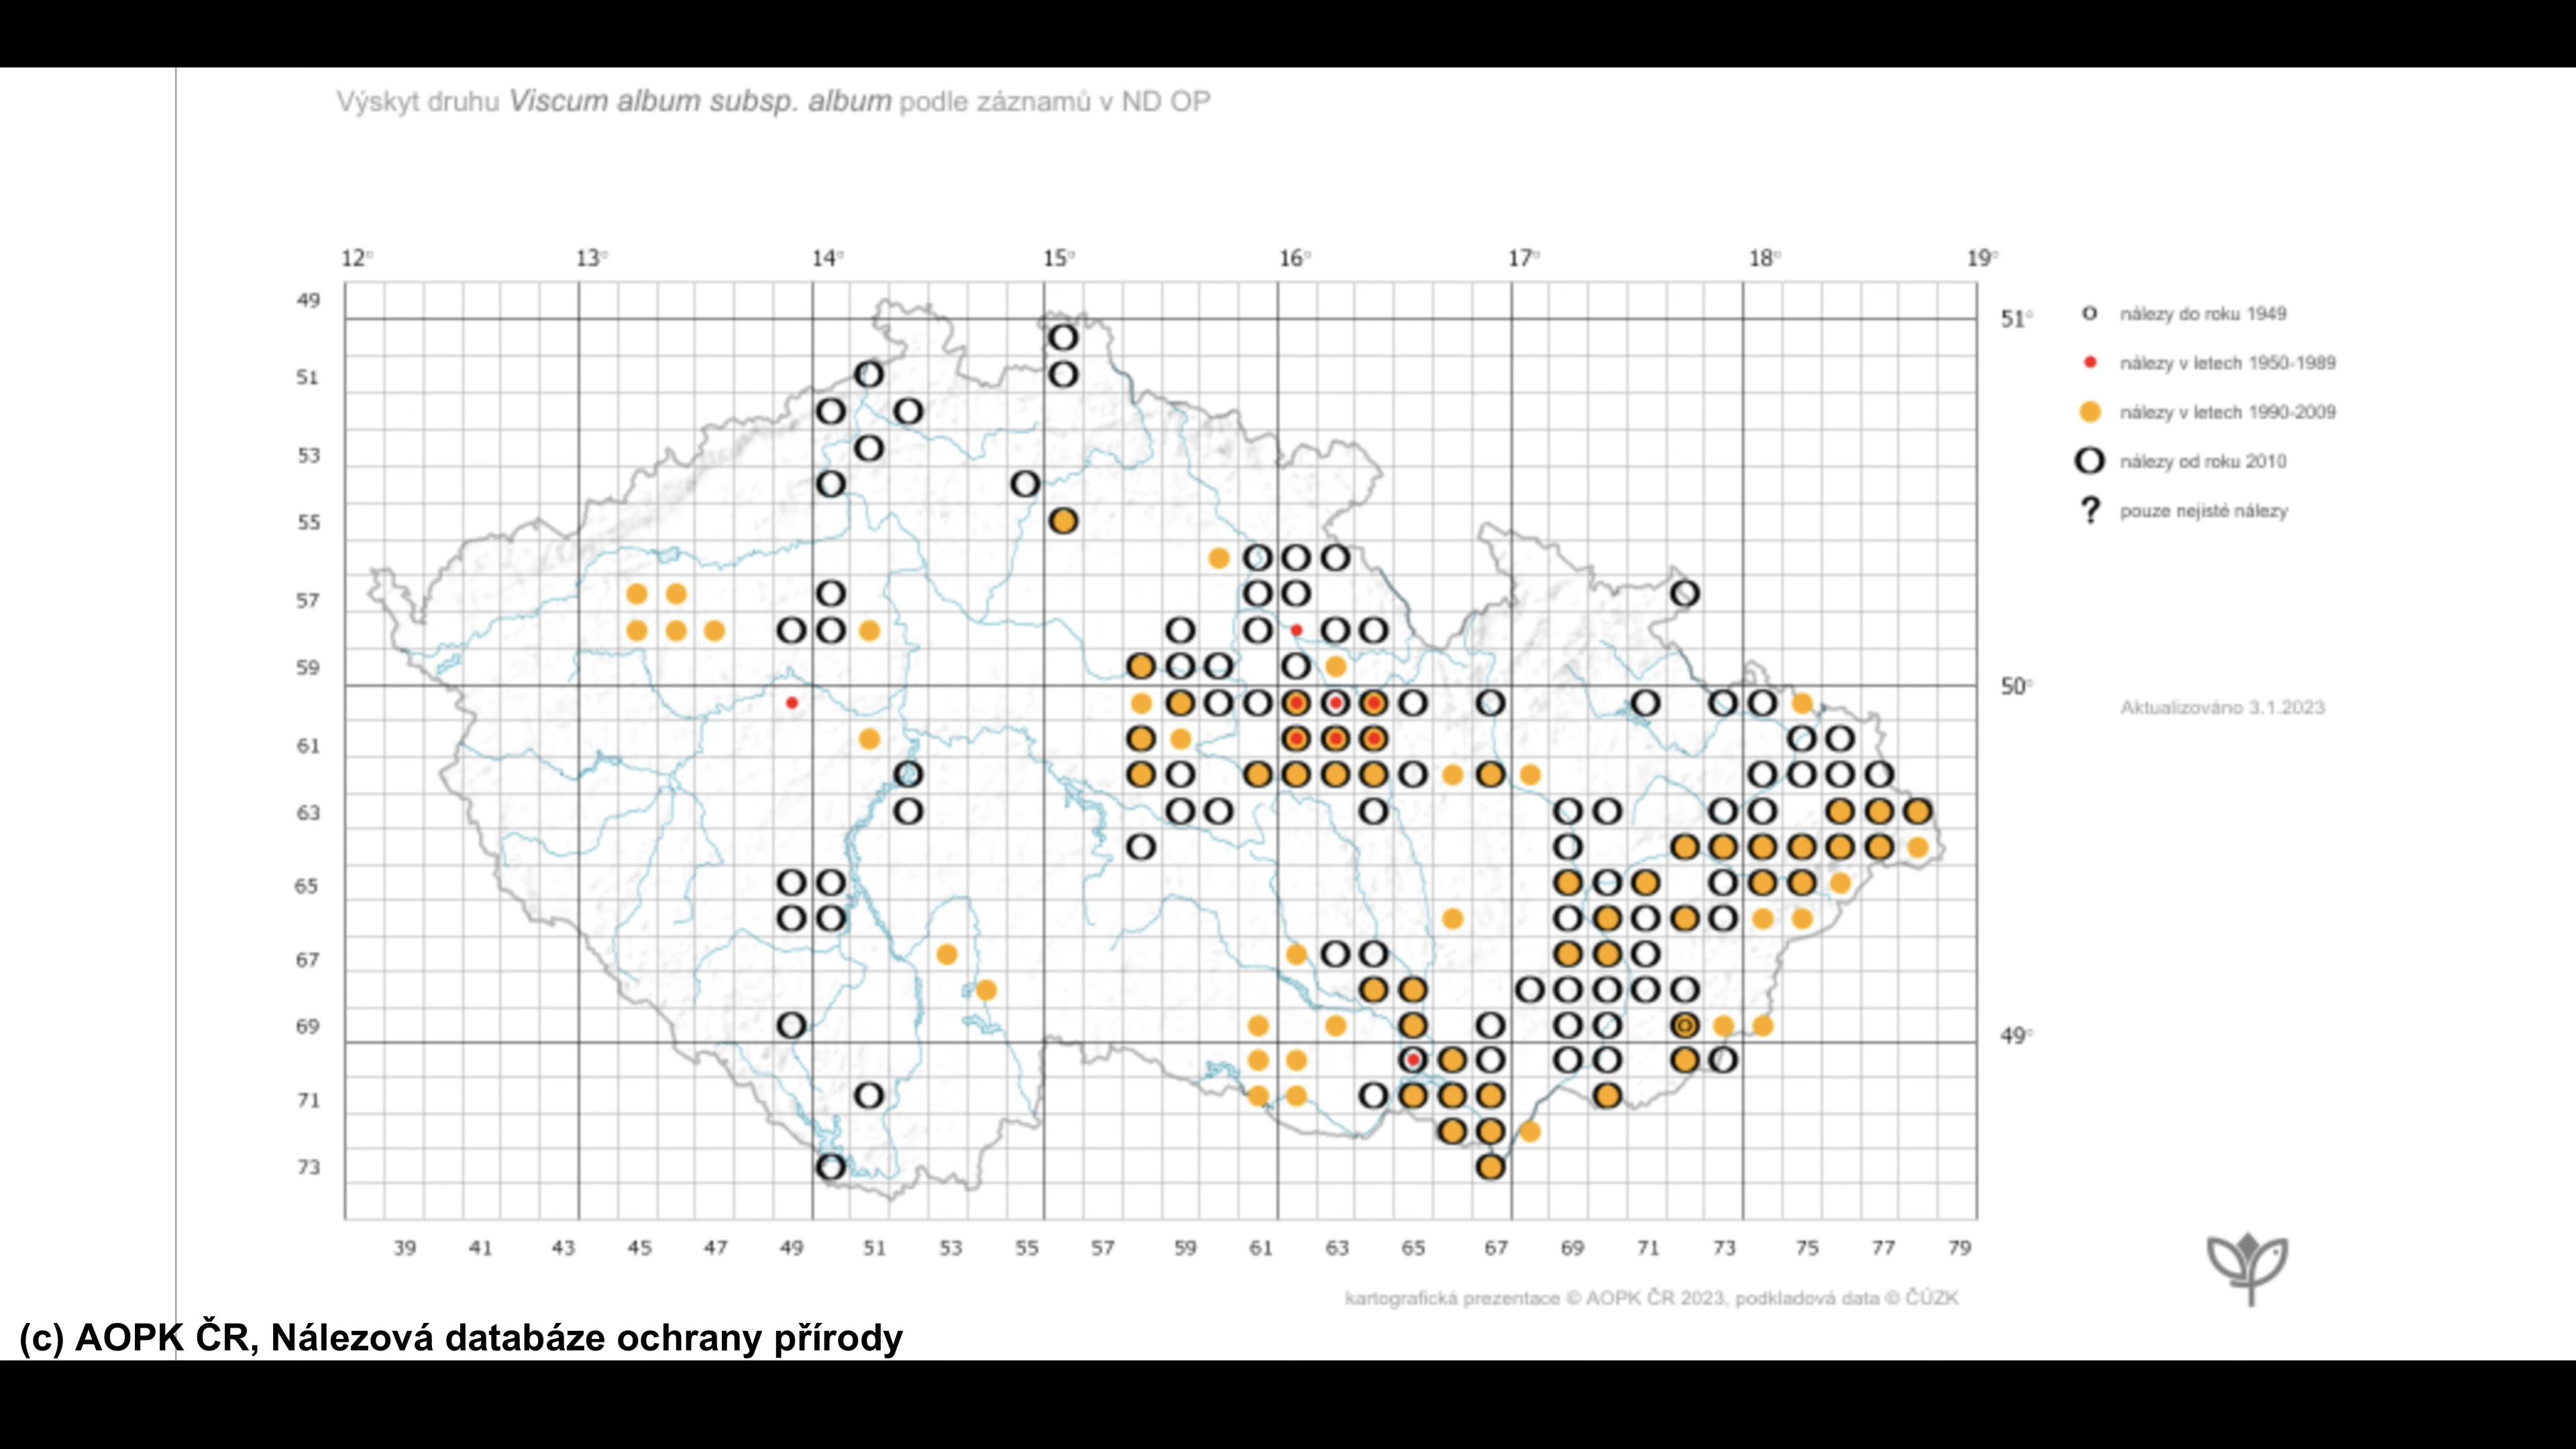 Výskyt druhu Viscum album subsp. album podle záznamů v ND OP
12° 13° 14° 15° 16° 17° 18° 19°
49
51° nálezy do roku 1949
51 nálezy v letech 1950-1989
nálezy v letech 1990-2009
53 nálezy od roku 2010
? pouze nejisté nálezy
55
57
59
50°
Aktualizováno 3.1.2023
61
63
65
67
69
49°
71
73
39 41 43 45 47 49 51 53 55 57 59 61 63 65 67 69 71 73 75 77 79
kartografická prezentace © AOPK ČR 2023, podkladová data © ČÚZK
(c) AOPK ČR, Nálezová databáze ochrany přírody